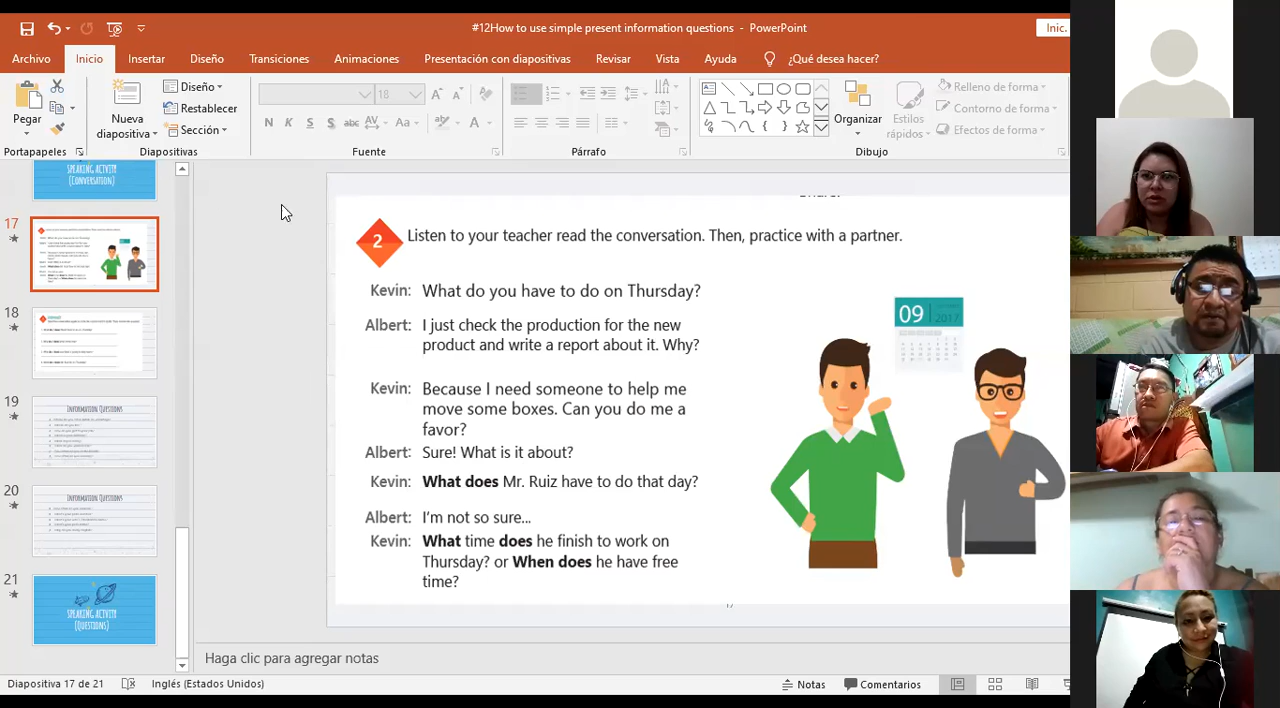 #12How to use simple present information questions - PowerPoint
Inic.
Archivo Inicio Insertar Diseño Transiciones Animaciones Presentación con diapositivas Revisar Vista Ayuda ¿Qué desea hacer?
Pegar
Nueva diapositiva
Diseño
Restablecer
Sección
18
Organizar
Estilos rápidos
Relleno de forma
Contorno de forma
Efectos de forma
Portapapeles Diapositivas Fuente Párrafo Dibujo
SPEAKING ACTIVITY
(Conversation)
17
18
19
INFORMATION QUESTIONS
20
INFORMATION QUESTIONS
21
SPEAKING ACTIVITY
(Questions)
2
Listen to your teacher read the conversation. Then, practice with a partner.
Kevin: What do you have to do on Thursday?
Albert: I just check the production for the new
product and write a report about it. Why?
Kevin: Because I need someone to help me
move some boxes. Can you do me a
favor?
Albert: Sure! What is it about?
Kevin: What does Mr. Ruiz have to do that day?
Albert: I'm not so sure...
Kevin: What time does he finish to work on
Thursday? or When does he have free
time?
09
2017
17
Haga clic para agregar notas
Diapositiva 17 de 21 Inglés (Estados Unidos) Notas Comentarios